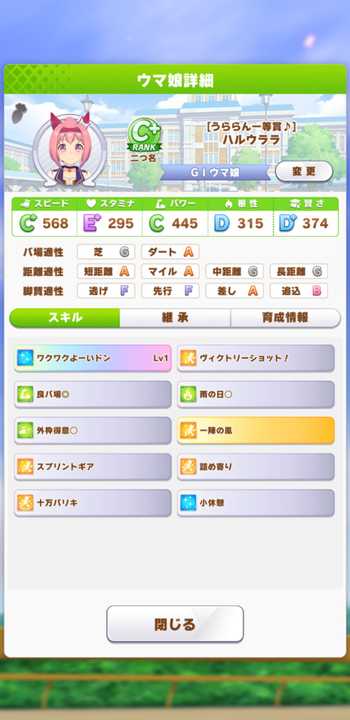 ウマ娘詳細
C+
RANK
二つ名
[うららん一等賞♪]
ハルウララ
GⅠウマ娘
変更
スピード スタミナ パワー 根性 賢さ
C 568 E+ 295 C 445 D 315 D+ 374
バ場適性 芝 G ダート A
距離適性 短距離 A マイル A 中距離 G 長距離 G
脚質適性 逃げ F 先行 F 差し A 追込 B
スキル 継承 育成情報
ワクワクよーいドン Lv1 ヴィクトリーショット!
良バ場◎ 雨の日○
外枠得意○ 一陣の風
スプリントギア 詰め寄り
十万バリキ 小休憩
閉じる